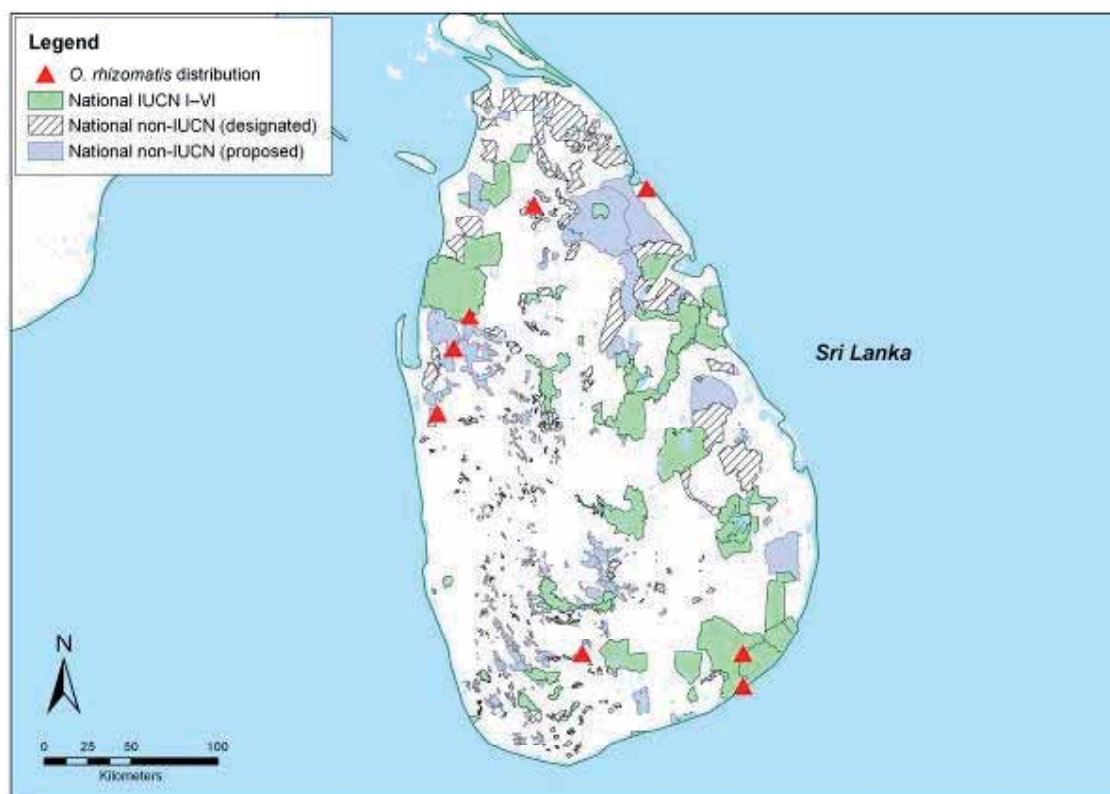 Legend
O. rhizomatis distribution
National IUCN I–VI
National non-IUCN (designated)
National non-IUCN (proposed)
Sri Lanka
N
0 25 50 100
Kilometers